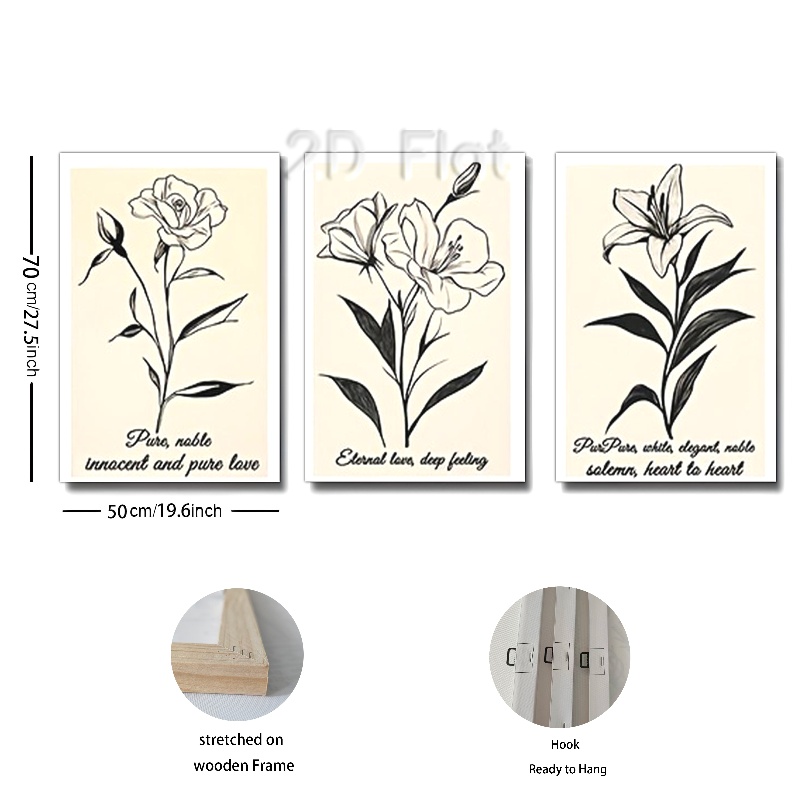 2D Flat
70cm/27.5inch
Pure, noble
innocent and pure love
Eternal love, deep feeling
PurPure, white, elegant, noble
solemn, heart to heart
50cm/19.6inch
stretched on
wooden Frame
Hook
Ready to Hang